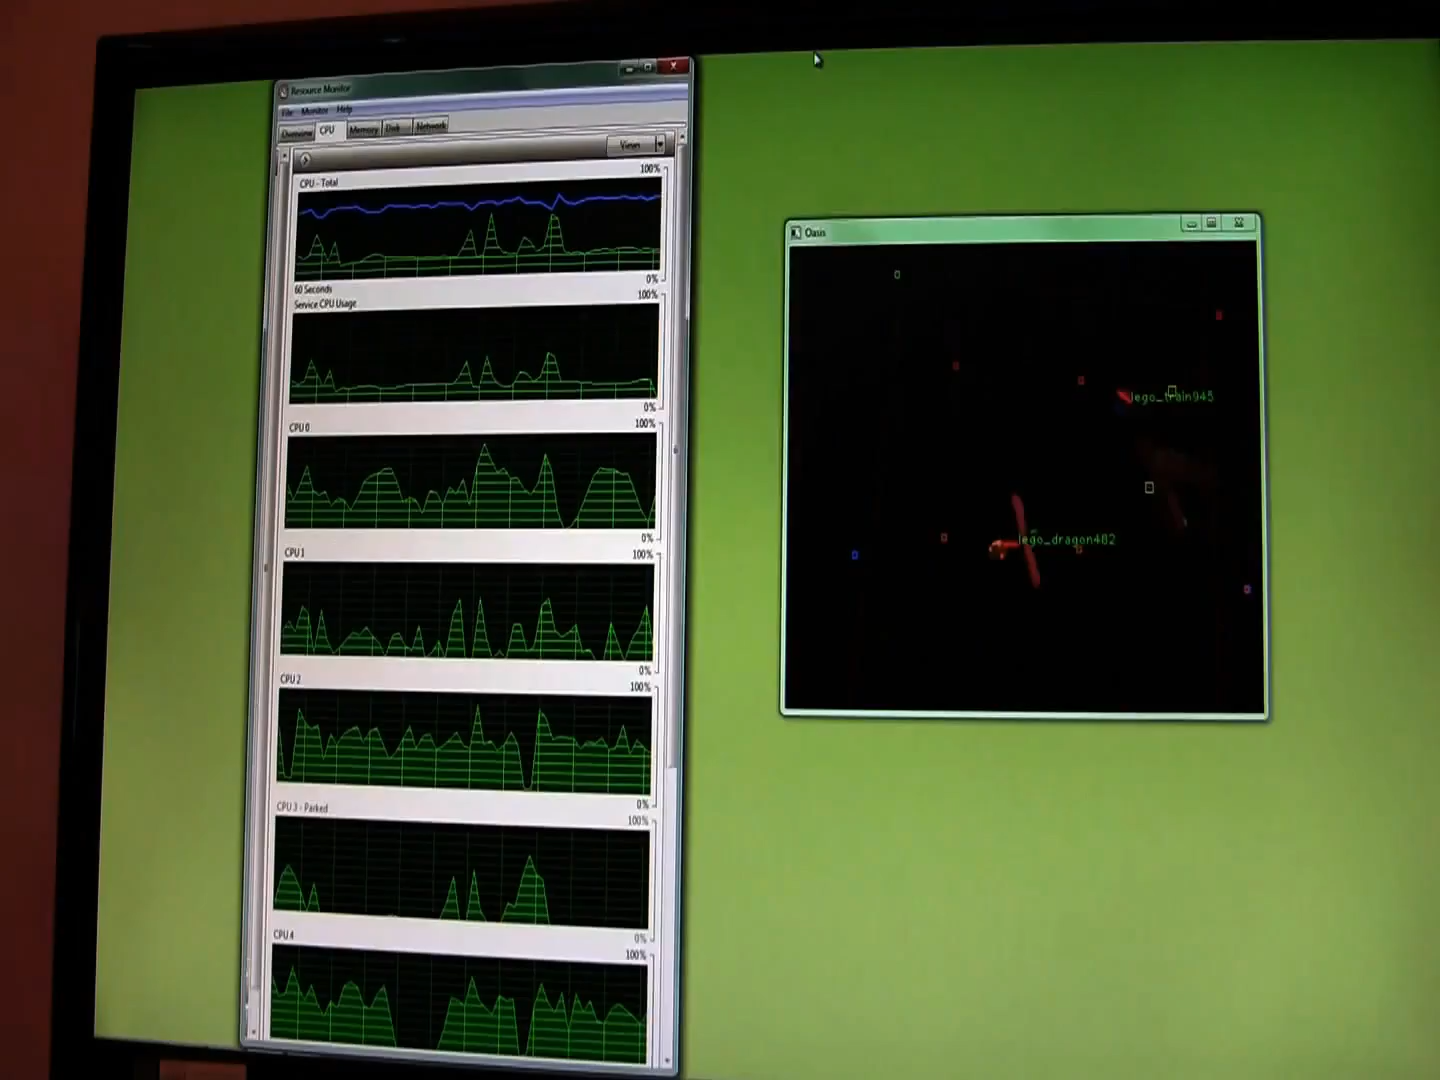 Resource Monitor
File Monitor Help
Overview CPU Memory Disk Network
Views
CPU - Total 100%
60 Seconds 0%
Service CPU Usage 100%
0%
CPU 0 100%
0%
CPU 1 100%
0%
CPU 2 100%
0%
CPU 3 - Parked 100%
0%
CPU 4 100%
Oasis
lego_train945
lego_dragon482